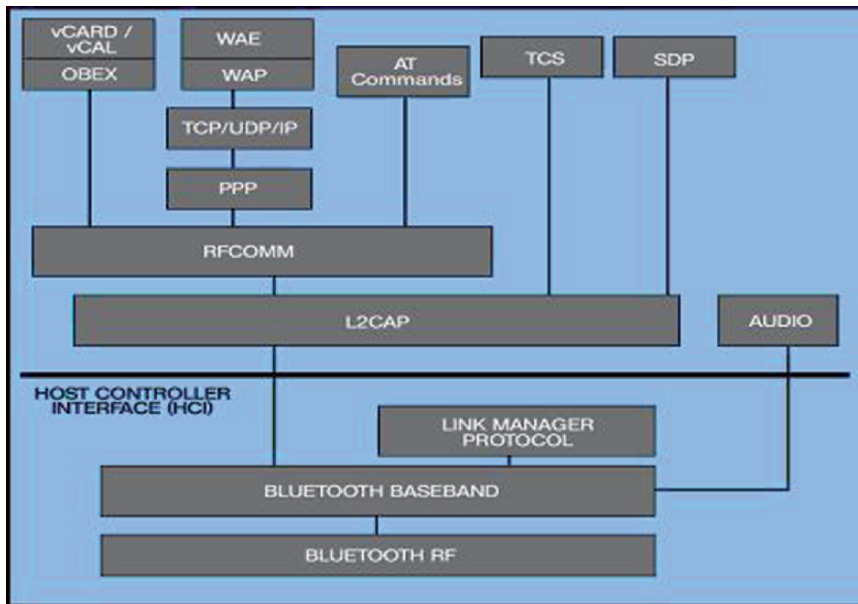 vCARD /
vCAL
OBEX
WAE
WAP
AT
Commands
TCS
SDP
TCP/UDP/IP
PPP
RFCOMM
L2CAP
AUDIO
HOST CONTROLLER
INTERFACE (HCI)
LINK MANAGER
PROTOCOL
BLUETOOTH BASEBAND
BLUETOOTH RF